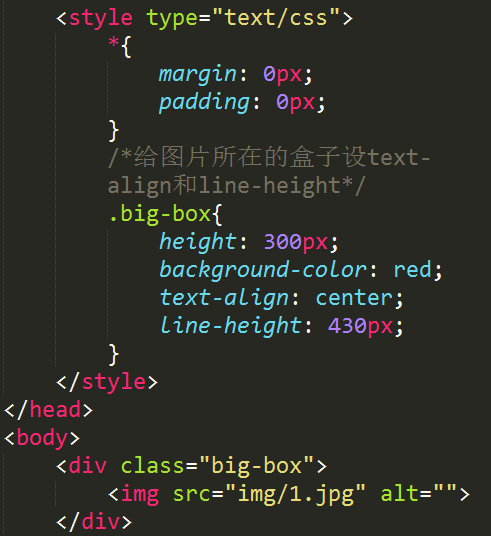 <style type="text/css">
*{
margin: 0px;
padding: 0px;
}
/*给图片所在的盒子设text-
align和line-height*/
.big-box{
height: 300px;
background-color: red;
text-align: center;
line-height: 430px;
}
</style>
</head>
<body>
<div class="big-box">
<img src="img/1.jpg" alt="">
</div>